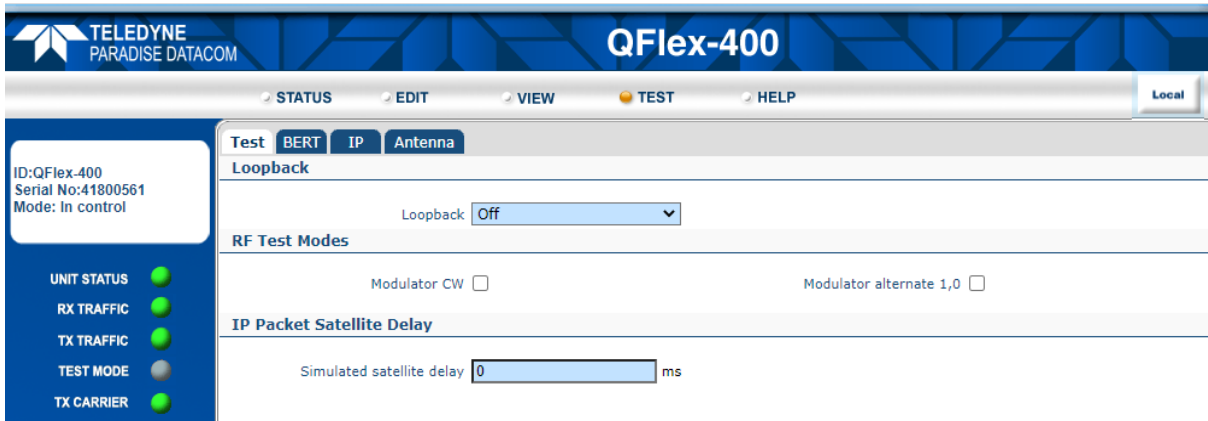 TELEDYNE
PARADISE DATACOM
QFlex-400
STATUS EDIT VIEW TEST HELP
Local
ID:QFlex-400
Serial No:41800561
Mode: In control
UNIT STATUS
RX TRAFFIC
TX TRAFFIC
TEST MODE
TX CARRIER
Test BERT IP Antenna
Loopback
Loopback Off
RF Test Modes
Modulator CW Modulator alternate 1,0
IP Packet Satellite Delay
Simulated satellite delay 0 ms